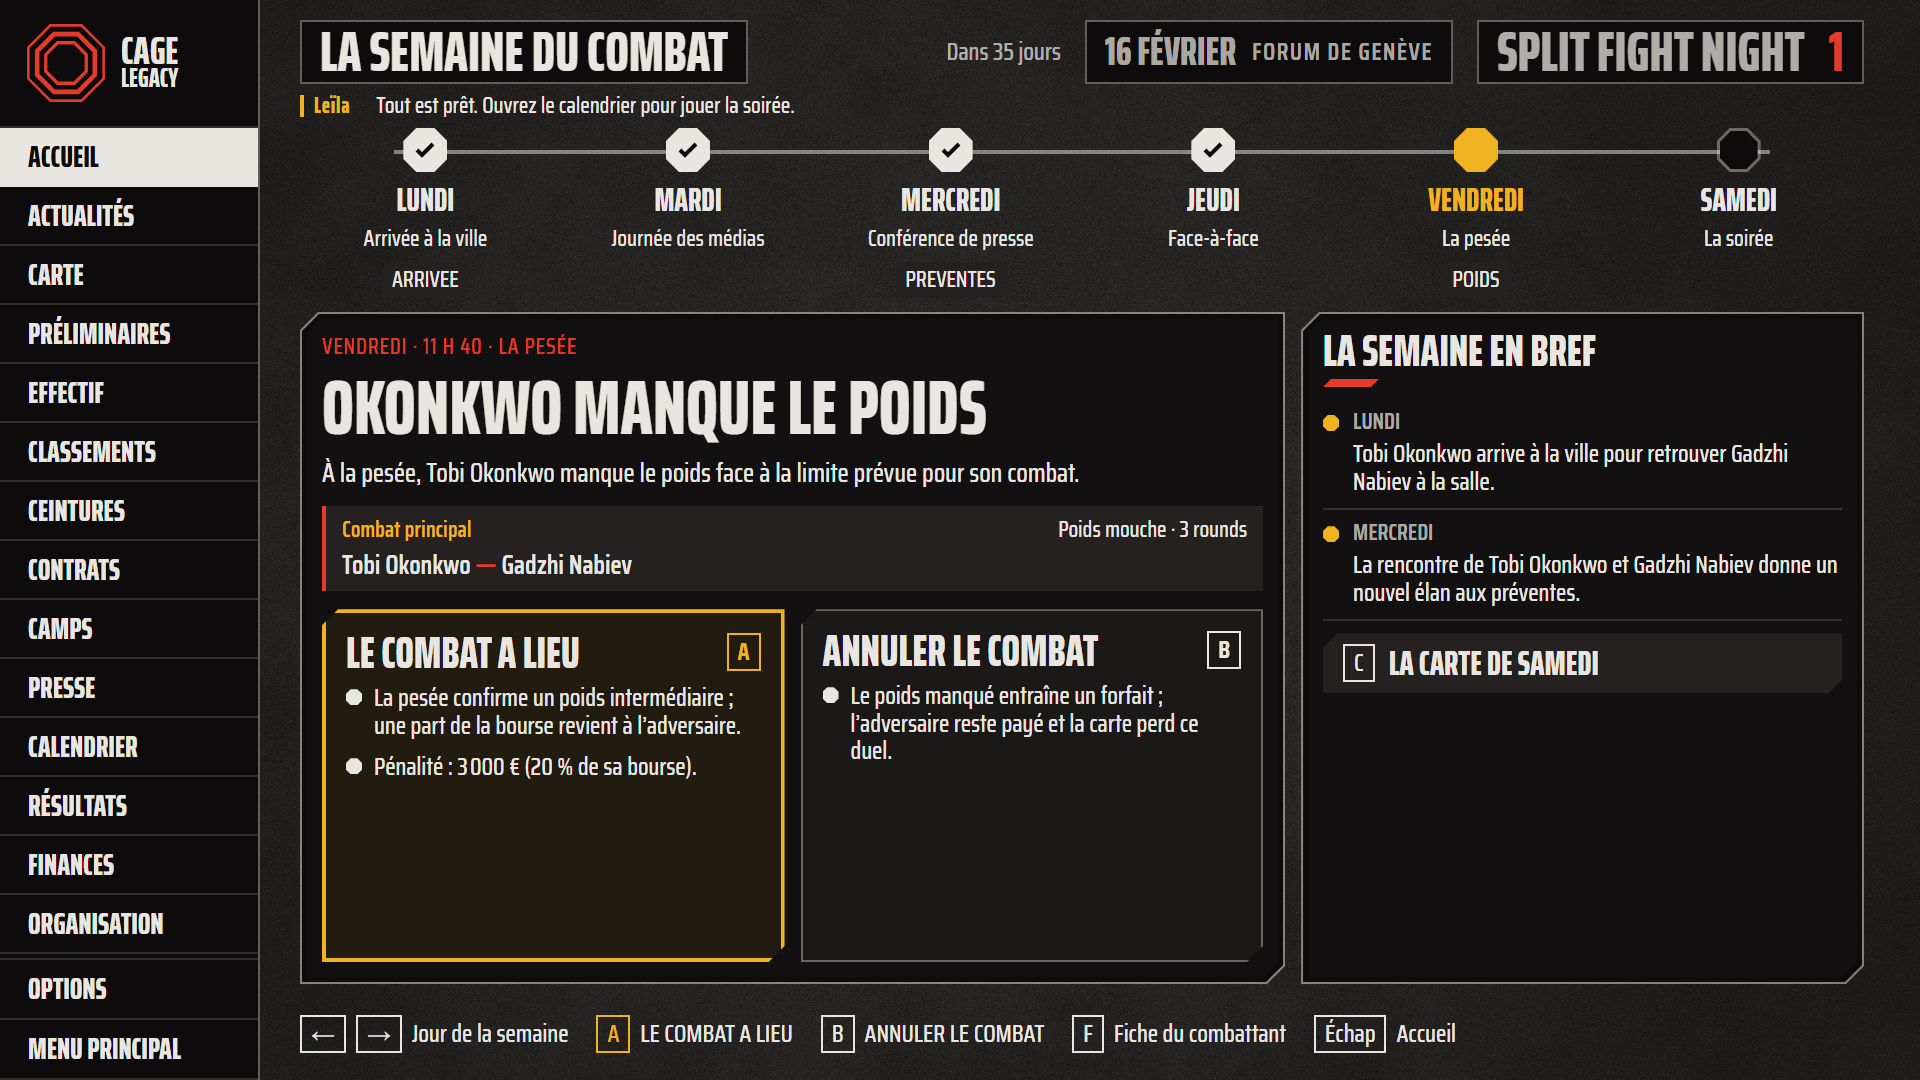 CAGE
LEGACY
ACCUEIL
ACTUALITÉS
CARTE
PRÉLIMINAIRES
EFFECTIF
CLASSEMENTS
CEINTURES
CONTRATS
CAMPS
PRESSE
CALENDRIER
RÉSULTATS
FINANCES
ORGANISATION
OPTIONS
MENU PRINCIPAL
LA SEMAINE DU COMBAT
Dans 35 jours
16 FÉVRIER FORUM DE GENÈVE
SPLIT FIGHT NIGHT 1
Leïla Tout est prêt. Ouvrez le calendrier pour jouer la soirée.
LUNDI
Arrivée à la ville
ARRIVEE
MARDI
Journée des médias
MERCREDI
Conférence de presse
PREVENTES
JEUDI
Face-à-face
VENDREDI
La pesée
POIDS
SAMEDI
La soirée
VENDREDI · 11 H 40 · LA PESÉE
OKONKWO MANQUE LE POIDS
À la pesée, Tobi Okonkwo manque le poids face à la limite prévue pour son combat.
Combat principal
Poids mouche · 3 rounds
Tobi Okonkwo — Gadzhi Nabiev
LE COMBAT A LIEU A
La pesée confirme un poids intermédiaire ;
une part de la bourse revient à l’adversaire.
Pénalité : 3 000 € (20 % de sa bourse).
ANNULER LE COMBAT B
Le poids manqué entraîne un forfait ;
l’adversaire reste payé et la carte perd ce
duel.
LA SEMAINE EN BREF
LUNDI
Tobi Okonkwo arrive à la ville pour retrouver Gadzhi
Nabiev à la salle.
MERCREDI
La rencontre de Tobi Okonkwo et Gadzhi Nabiev donne un
nouvel élan aux préventes.
C LA CARTE DE SAMEDI
← → Jour de la semaine A LE COMBAT A LIEU B ANNULER LE COMBAT F Fiche du combattant Échap Accueil